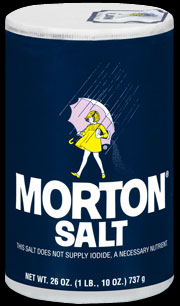 MORTON®
SALT
THIS SALT DOES NOT SUPPLY IODIDE, A NECESSARY NUTRIENT.
NET WT. 26 OZ. (1 LB., 10 OZ.) 737 g